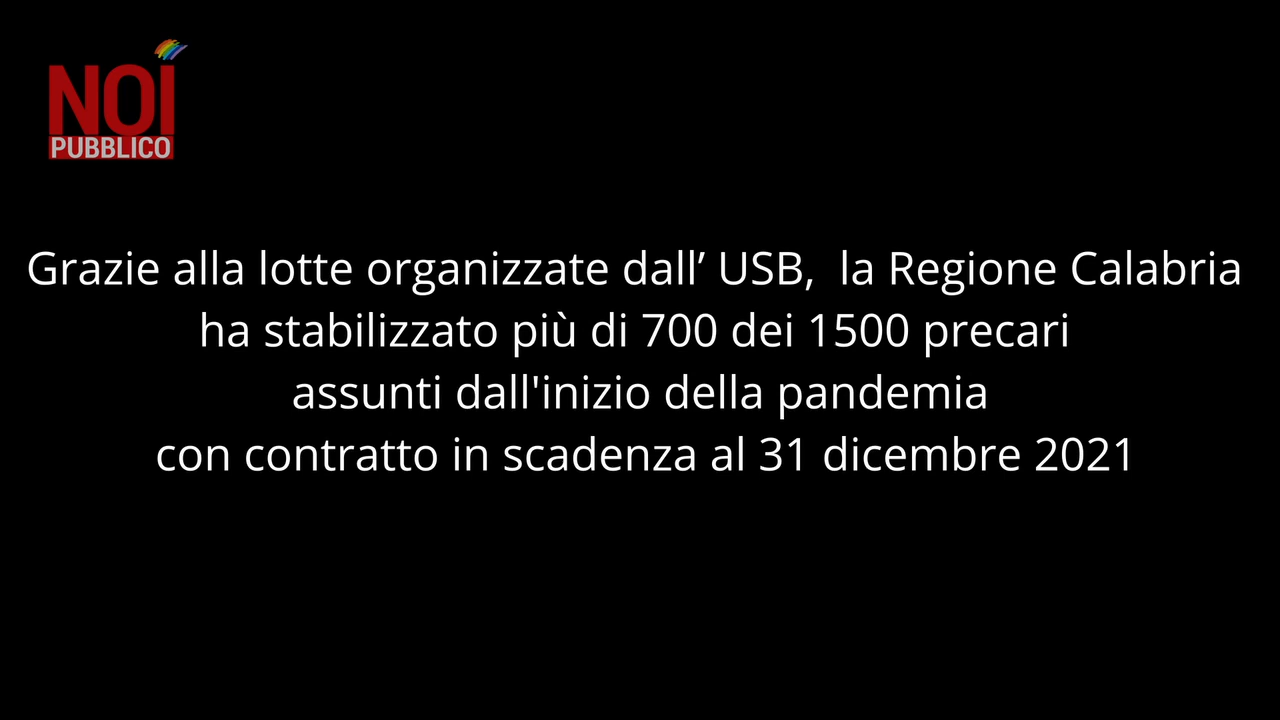 NOI
PUBBLICO
Grazie alla lotte organizzate dall’ USB,  la Regione Calabria
ha stabilizzato più di 700 dei 1500 precari
assunti dall'inizio della pandemia
con contratto in scadenza al 31 dicembre 2021